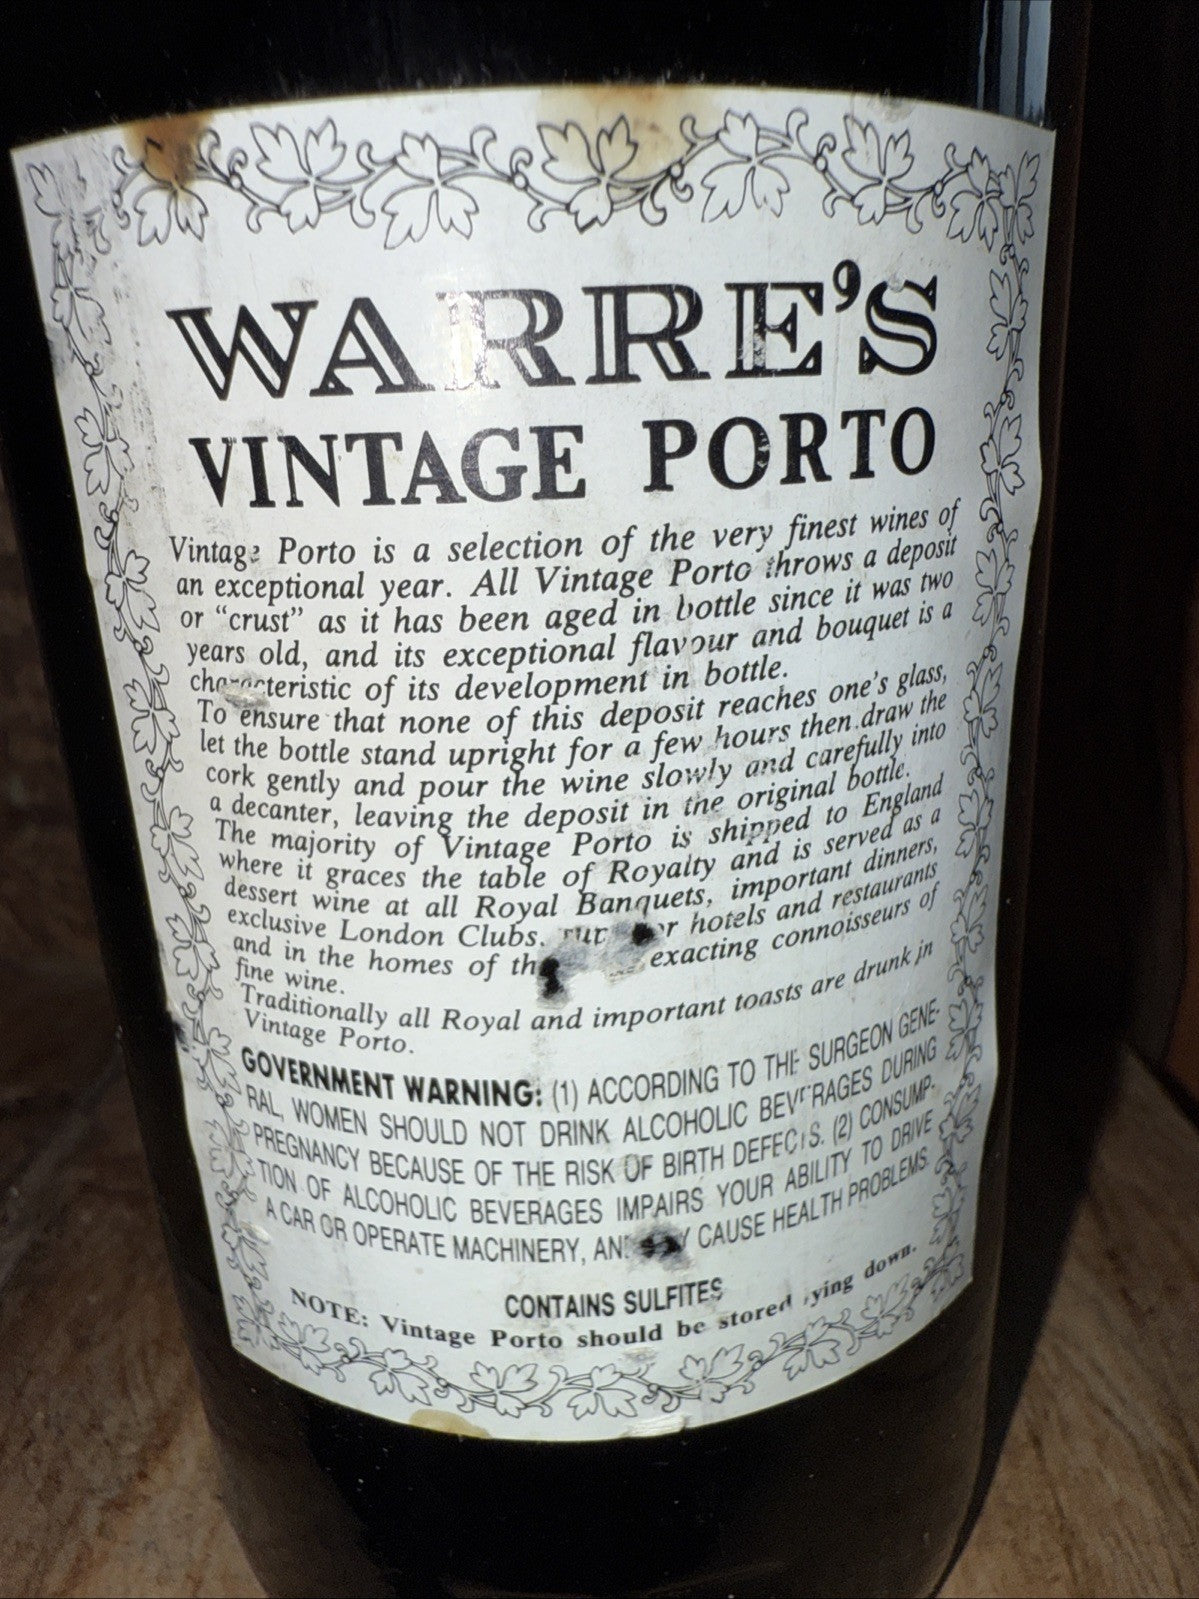 WARRE'S
VINTAGE PORTO
Vintage Porto is a selection of the very finest wines of
an exceptional year. All Vintage Porto throws a deposit
or "crust" as it has been aged in bottle since it was two
years old, and its exceptional flavour and bouquet is a
characteristic of its development in bottle.
To ensure that none of this deposit reaches one's glass,
let the bottle stand upright for a few hours then draw the
cork gently and pour the wine slowly and carefully into
a decanter, leaving the deposit in the original bottle.
The majority of Vintage Porto is shipped to England
where it graces the table of Royalty and is served as a
dessert wine at all Royal Banquets, important dinners,
exclusive London Clubs. hotels and restaurants
and in the homes of exacting connoisseurs of
fine wine.
Traditionally all Royal and important toasts are drunk in
Vintage Porto.
GOVERNMENT WARNING: (1) ACCORDING TO THE SURGEON GENE-
RAL, WOMEN SHOULD NOT DRINK ALCOHOLIC BEVERAGES DURING
PREGNANCY BECAUSE OF THE RISK OF BIRTH DEFECTS. (2) CONSUMP-
TION OF ALCOHOLIC BEVERAGES IMPAIRS YOUR ABILITY TO DRIVE
A CAR OR OPERATE MACHINERY, AND CAUSE HEALTH PROBLEMS.
CONTAINS SULFITES
NOTE: Vintage Porto should be stored lying down.